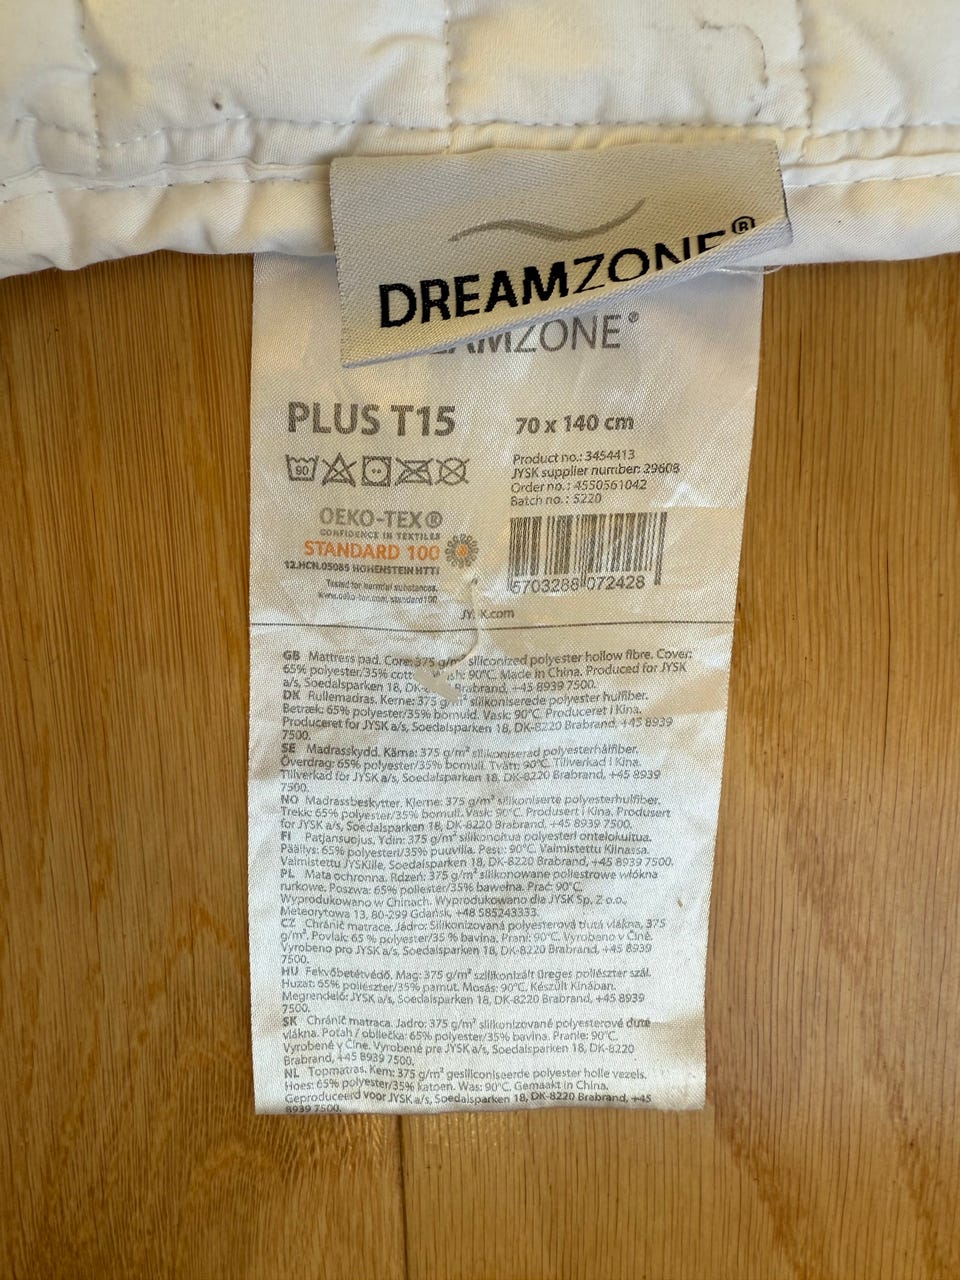 DREAMZONE®
ZONE®
PLUS T15
70 x 140 cm
90
Product no.: 3454413
JYSK supplier number: 29608
Order no.: 4550561042
Batch no.: 5220
OEKO-TEX®
CONFIDENCE IN TEXTILES
STANDARD 100
12.HCN.05085 HOHENSTEIN HTTI
Tested for harmful substances.
www.oeko-tex.com/standard100
5703288 072428
JYSK.com
GB Mattress pad. Core: 375 g/m² siliconized polyester hollow fibre. Cover:
65% polyester/35% 90°C. Made in China. Produced for JYSK
a/s, Soedalsparken 18, Brabrand, +45 8939 7500.
DK Rullemadras. Kerne: 375 g/m² silikoniserede polyester hulfiber.
Betræk: 65% polyester/35% bomuld. Vask: 90°C. Produceret i Kina.
Produceret for JYSK a/s, Soedalsparken 18, DK-8220 Brabrand, +45 8939
7500.
SE Madrasskydd. Kärna: 375 g/m² silikoniserad polyesterhålfiber.
Överdrag: 65% polyester/35% bomull. Tvätt: 90°C. Tillverkad i Kina.
Tillverkad for JYSK a/s, Soedalsparken 18, DK-8220 Brabrand, +45 8939
7500.
NO Madrassbeskytter. Kjerne: 375 g/m² silikoniserte polyesterhulfiber.
Trekk: 65% polyester/35% bomull. Vask: 90°C. Produsert i Kina. Produsert
for JYSK a/s, Soedalsparken 18, DK-8220 Brabrand, +45 8939 7500.
FI Patjansuojus. Ydin: 375 g/m² silikonoitua polyesteri ontelokuitua.
Päällys: 65% polyesteri/35% puuvilla. Pesu: 90°C. Valmistettu Kiinassa.
Valmistettu JYSKille, Soedalsparken 18, DK-8220 Brabrand, +45 8939 7500.
PL Mata ochronna. Rdzeń: 375 g/m² silikonowane poliestrowe włókna
rurkowe. Poszwa: 65% poliester/35% bawełna. Prać: 90°C.
Wyprodukowano w Chinach. Wyprodukowano dla JYSK Sp. Z o.o.,
Meteorytowa 13, 80-299 Gdańsk, +48 585243333.
CZ Chránič matrace. Jádro: Silikonizovaná polyesterová dutá vlákna, 375
g/m². Povlak: 65 % polyester/35 % bavlna. Praní: 90°C. Vyrobeno v Číně.
Vyrobeno pro JYSK a/s, Soedalsparken 18, DK-8220 Brabrand, +45 8939
7500.
HU Fekvőbetétvédő. Mag: 375 g/m² szilikonizált üreges poliészter szál.
Huzat: 65% poliészter/35% pamut. Mosás: 90°C. Készült Kínában.
Megrendelő: JYSK a/s, Soedalsparken 18, DK-8220 Brabrand, +45 8939
7500.
SK Chránič matraca. Jadro: 375 g/m² silikonizované polyesterové duté
vlákna. Poťah / obliečka: 65% polyester/35% bavlna. Pranie: 90°C.
Vyrobené v Číne. Vyrobené pre JYSK a/s, Soedalsparken 18, DK-8220
Brabrand, +45 8939 7500.
NL Topmatras. Kern: 375 g/m² gesiliconiseerde polyester holle vezels.
Hoes: 65% polyester/35% katoen. Was: 90°C. Gemaakt in China.
Geproduceerd voor JYSK a/s, Soedalsparken 18, DK-8220 Brabrand, +45
8939 7500.